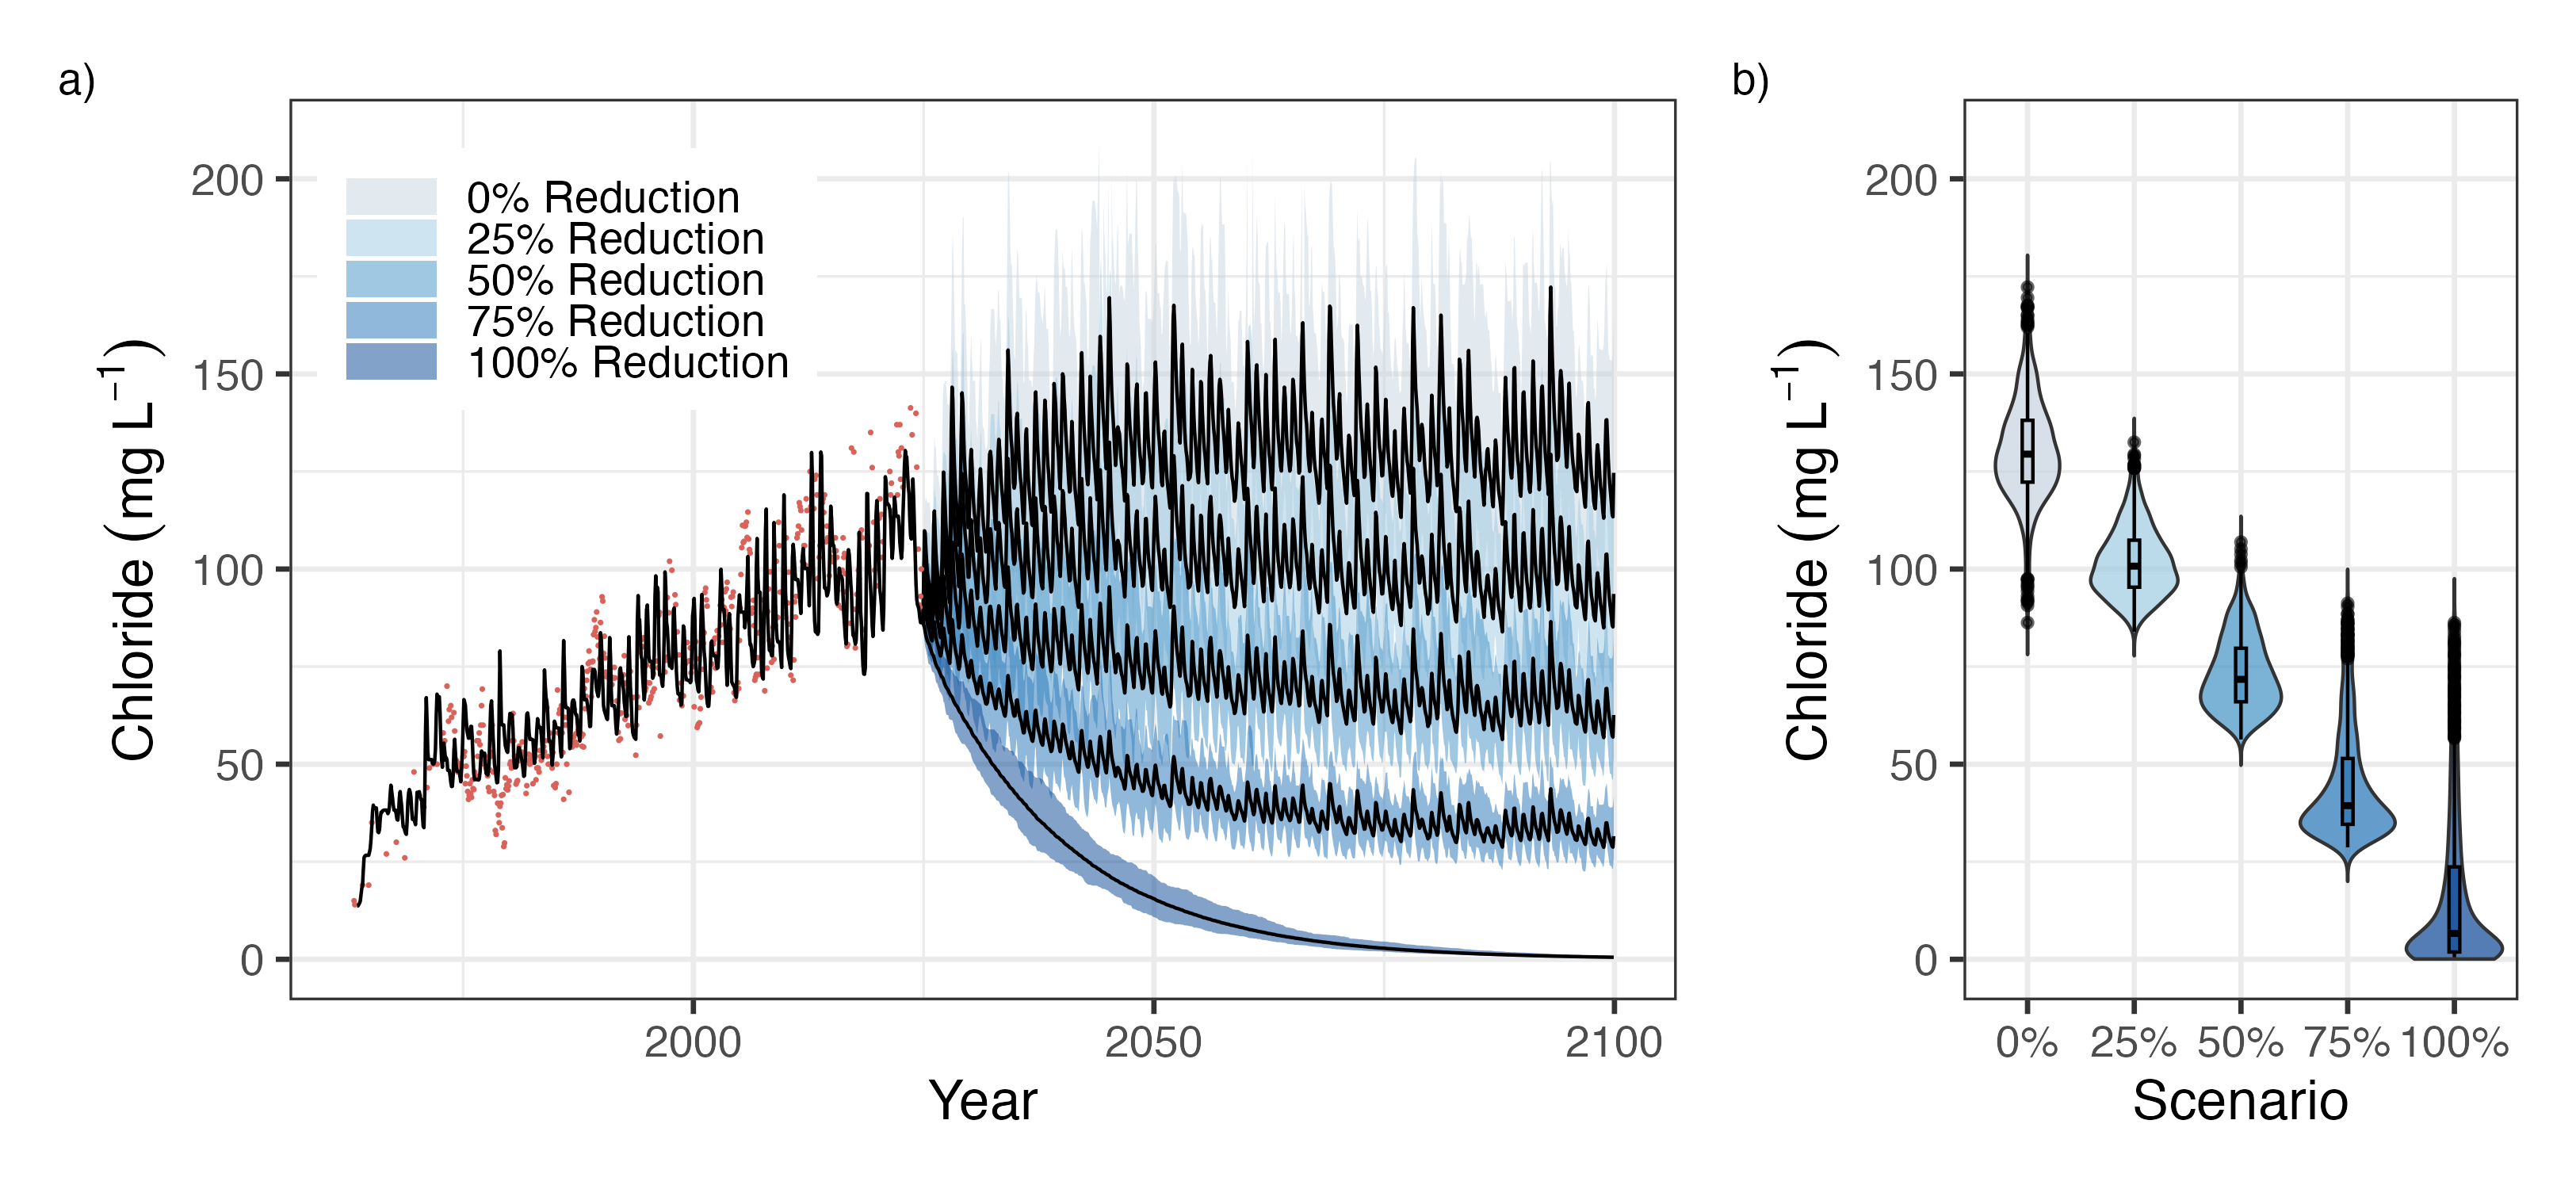 a)
200
150
100
50
0
Chloride (mg L⁻¹)
0% Reduction
25% Reduction
50% Reduction
75% Reduction
100% Reduction
2000 2050 2100
Year
b)
200
150
100
50
0
Chloride (mg L⁻¹)
0% 25% 50% 75% 100%
Scenario